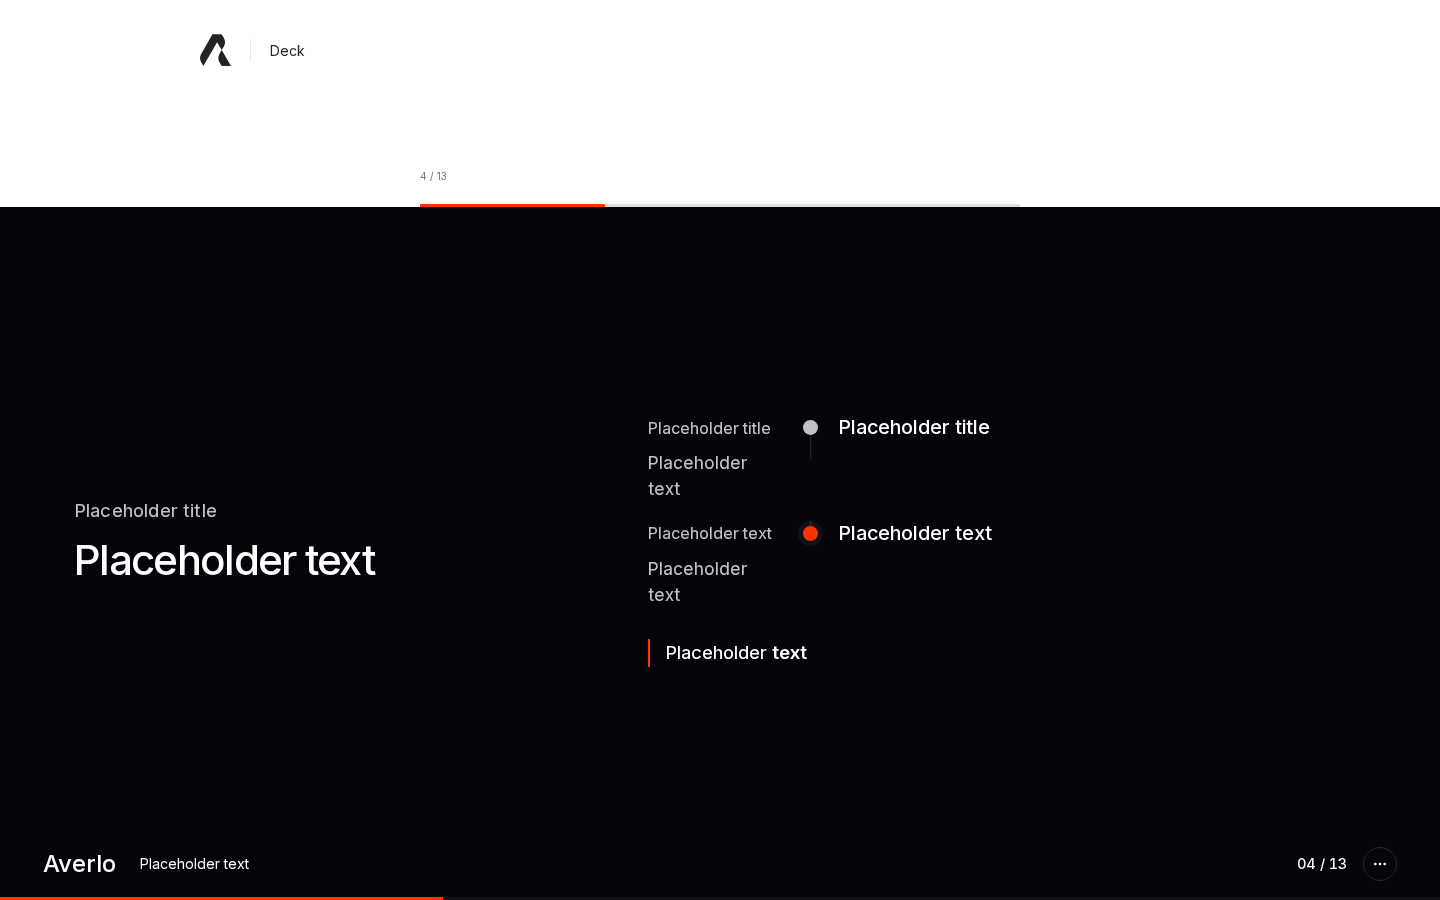 Deck
4 / 13
Placeholder title
Placeholder text
Placeholder title
Placeholder title
Placeholder
text
Placeholder text
Placeholder text
Placeholder
text
Placeholder text
Averlo
Placeholder text
04 / 13